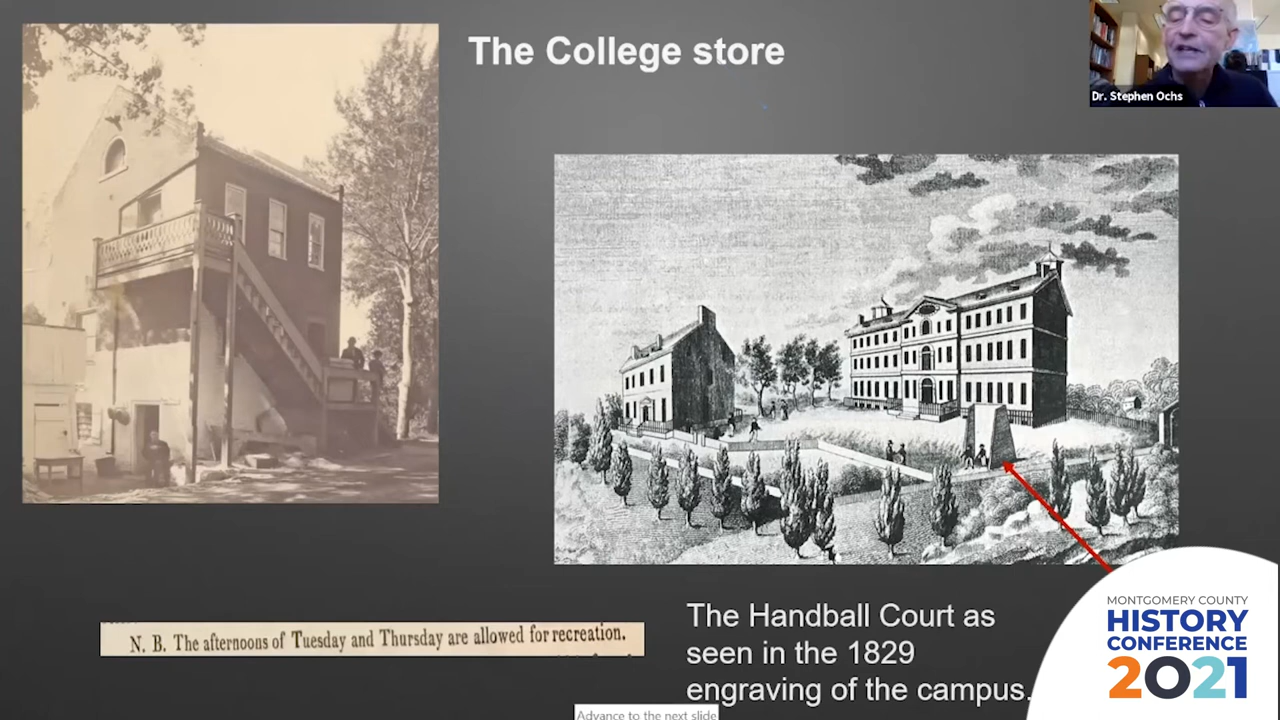 The College store
Dr. Stephen Ochs
N. B. The afternoons of Tuesday and Thursday are allowed for recreation.
The Handball Court as
seen in the 1829
engraving of the campus.
MONTGOMERY COUNTY
HISTORY
CONFERENCE
2021
Advance to the next slide